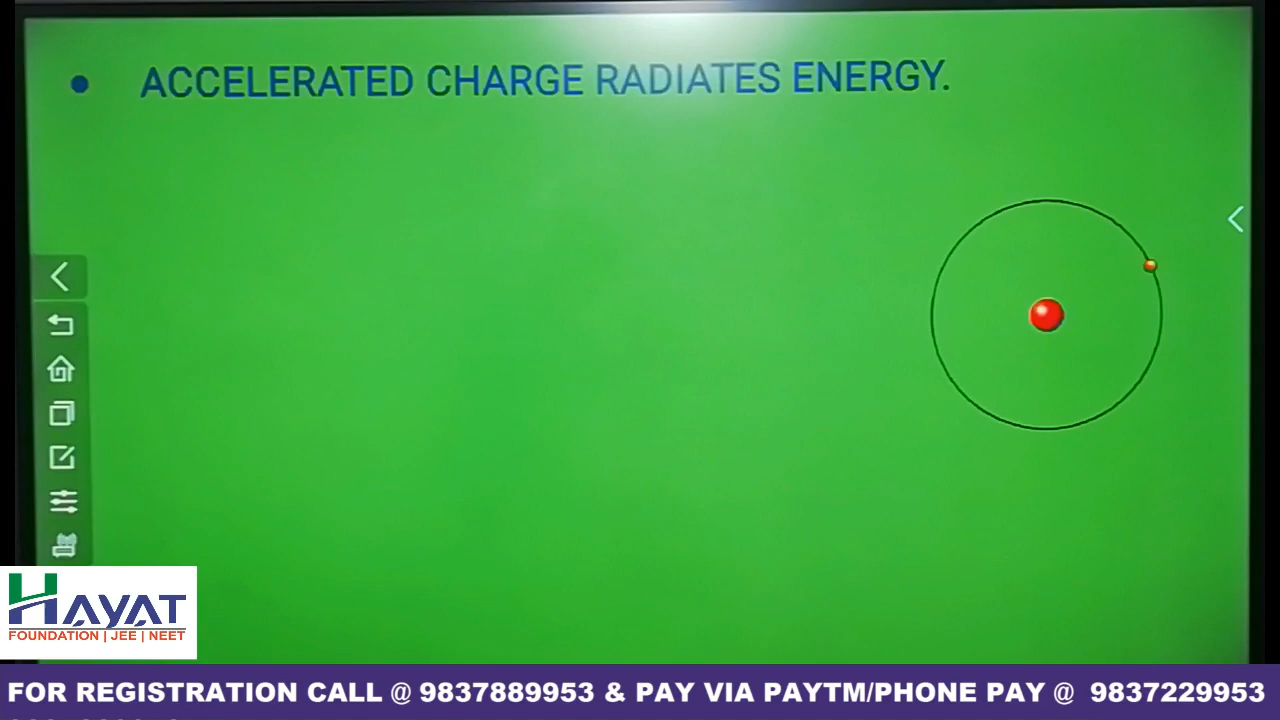 ACCELERATED CHARGE RADIATES ENERGY.
HAYAT
FOUNDATION | JEE | NEET
FOR REGISTRATION CALL @ 9837889953 & PAY VIA PAYTM/PHONE PAY @ 9837229953